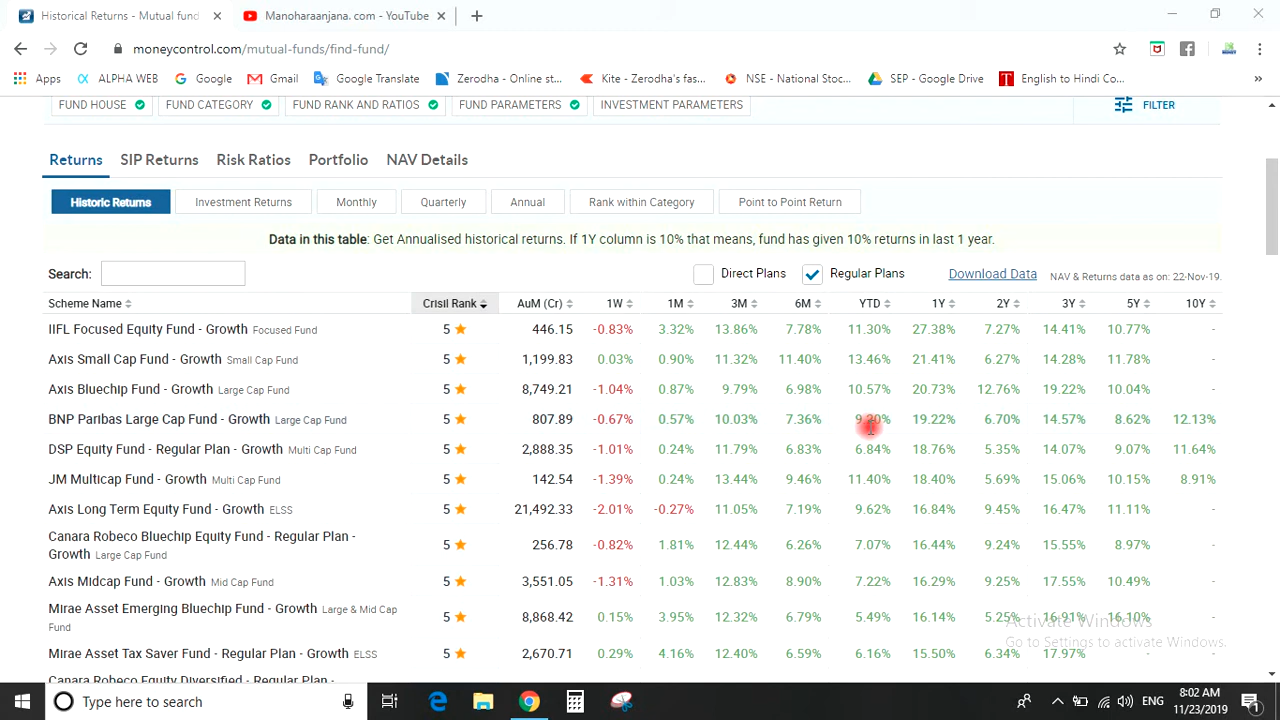 Historical Returns - Mutual fund
Manoharaanjana. com - YouTube
moneycontrol.com/mutual-funds/find-fund/
Apps ALPHA WEB Google Gmail Google Translate Zerodha - Online st... Kite - Zerodha's fas... NSE - National Stoc... SEP - Google Drive English to Hindi Co...
FUND HOUSE FUND CATEGORY FUND RANK AND RATIOS FUND PARAMETERS INVESTMENT PARAMETERS FILTER
Returns SIP Returns Risk Ratios Portfolio NAV Details
Historic Returns Investment Returns Monthly Quarterly Annual Rank within Category Point to Point Return
Data in this table: Get Annualised historical returns. If 1Y column is 10% that means, fund has given 10% returns in last 1 year.
Search: Direct Plans Regular Plans Download Data NAV & Returns data as on: 22-Nov-19.
Scheme Name Crisil Rank AuM (Cr) 1W 1M 3M 6M YTD 1Y 2Y 3Y 5Y 10Y
IIFL Focused Equity Fund - Growth Focused Fund 5 446.15 -0.83% 3.32% 13.86% 7.78% 11.30% 27.38% 7.27% 14.41% 10.77% -
Axis Small Cap Fund - Growth Small Cap Fund 5 1,199.83 0.03% 0.90% 11.32% 11.40% 13.46% 21.41% 6.27% 14.28% 11.78% -
Axis Bluechip Fund - Growth Large Cap Fund 5 8,749.21 -1.04% 0.87% 9.79% 6.98% 10.57% 20.73% 12.76% 19.22% 10.04% -
BNP Paribas Large Cap Fund - Growth Large Cap Fund 5 807.89 -0.67% 0.57% 10.03% 7.36% 19.22% 6.70% 14.57% 8.62% 12.13%
DSP Equity Fund - Regular Plan - Growth Multi Cap Fund 5 2,888.35 -1.01% 0.24% 11.79% 6.83% 6.84% 18.76% 5.35% 14.07% 9.07% 11.64%
JM Multicap Fund - Growth Multi Cap Fund 5 142.54 -1.39% 0.24% 13.44% 9.46% 11.40% 18.40% 5.69% 15.06% 10.15% 8.91%
Axis Long Term Equity Fund - Growth ELSS 5 21,492.33 -2.01% -0.27% 11.05% 7.19% 9.62% 16.84% 9.45% 16.47% 11.11% -
Canara Robeco Bluechip Equity Fund - Regular Plan -
Growth Large Cap Fund 5 256.78 -0.82% 1.81% 12.44% 6.26% 7.07% 16.44% 9.24% 15.55% 8.97% -
Axis Midcap Fund - Growth Mid Cap Fund 5 3,551.05 -1.31% 1.03% 12.83% 8.90% 7.22% 16.29% 9.25% 17.55% 10.49% -
Mirae Asset Emerging Bluechip Fund - Growth Large & Mid Cap
Fund 5 8,868.42 0.15% 3.95% 12.32% 6.79% 5.49% 16.14% 5.25% 16.91% 16.10% -
Activate Windows
Go to Settings to activate Windows.
Mirae Asset Tax Saver Fund - Regular Plan - Growth ELSS 5 2,670.71 0.29% 4.16% 12.40% 6.59% 6.16% 15.50% 6.34% 17.97% - -
Canara Robeco Equity Diversified - Regular Plan -
Type here to search
ENG 8:02 AM
11/23/2019 1